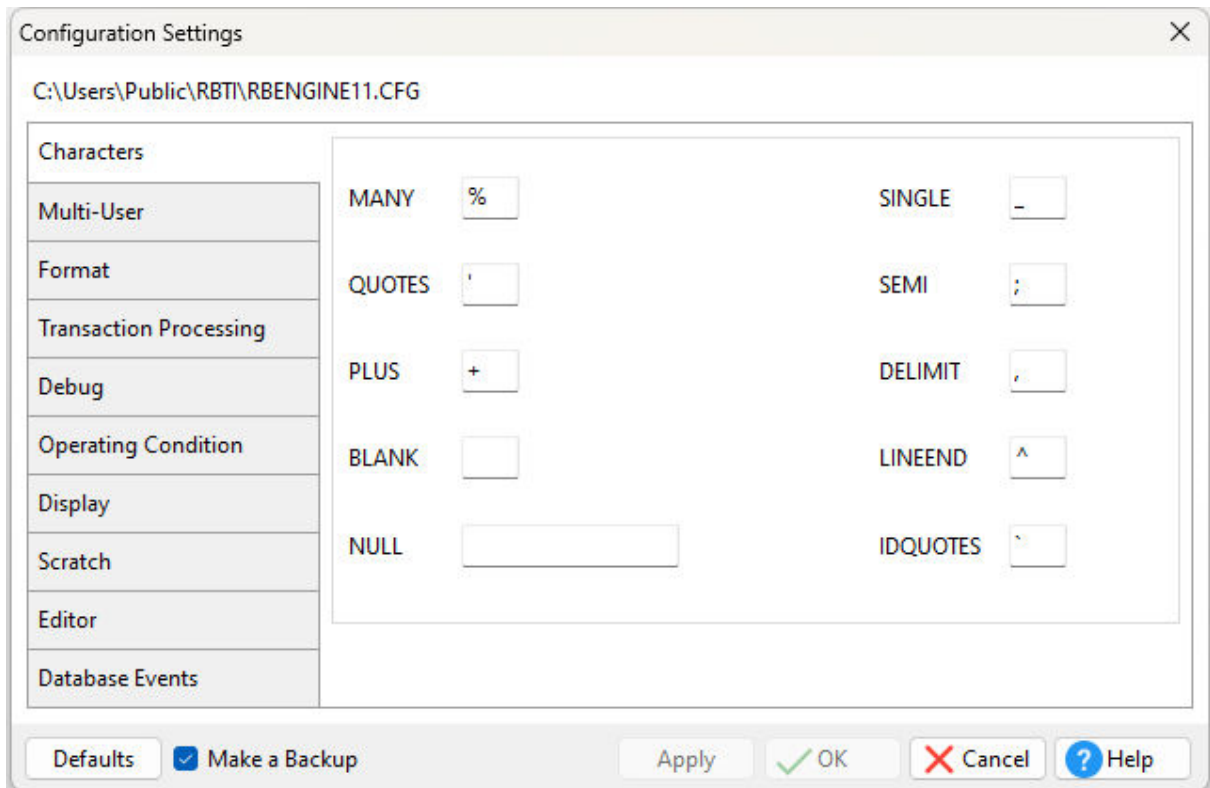 Configuration Settings
C:\Users\Public\RBTI\RBENGINE11.CFG
Characters
Multi-User
Format
Transaction Processing
Debug
Operating Condition
Display
Scratch
Editor
Database Events
MANY % SINGLE _
QUOTES ' SEMI ;
PLUS + DELIMIT ,
BLANK LINEEND ^
NULL IDQUOTES `
Defaults Make a Backup Apply OK Cancel ? Help